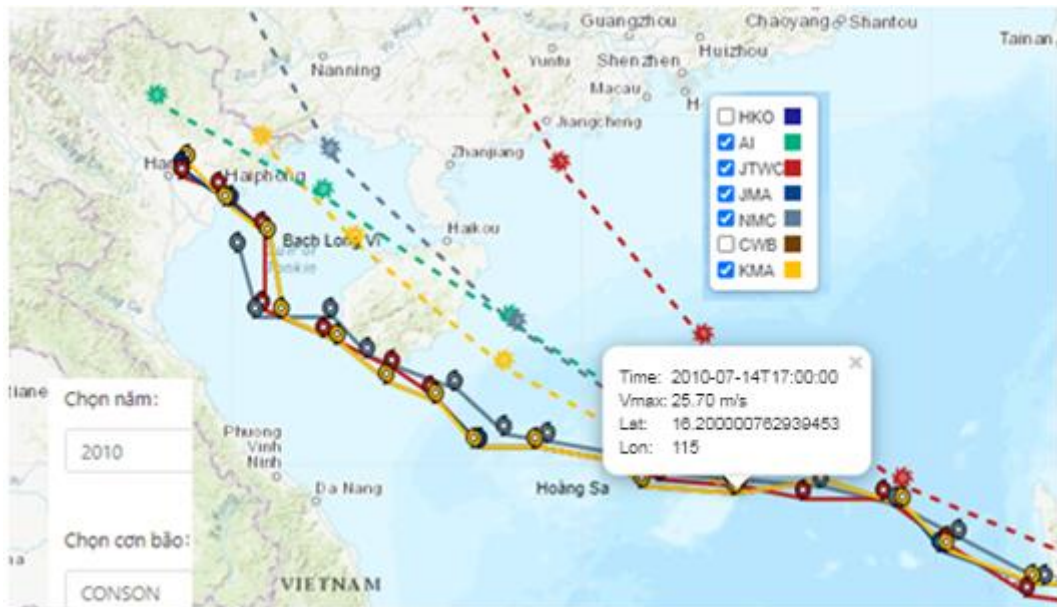 Guangzhou
Chaoyang
Shantou
Huizhou
Tainan
Nanning
Yunfu
Shenzhen
Macau
H
Jiangcheng
Zhanjiang
Haiphong
Haikou
Bach Long Vi
HKO
AI
JTWC
JMA
NMC
CWB
KMA
Time: 2010-07-14T17:00:00
Vmax: 25.70 m/s
Lat: 16.200000762939453
Lon: 115
×
Hoàng Sa
Chọn năm:
2010
Phuong
Vinh
Ninh
Da Nang
Chọn cơn bão:
CONSON
VIETNAM